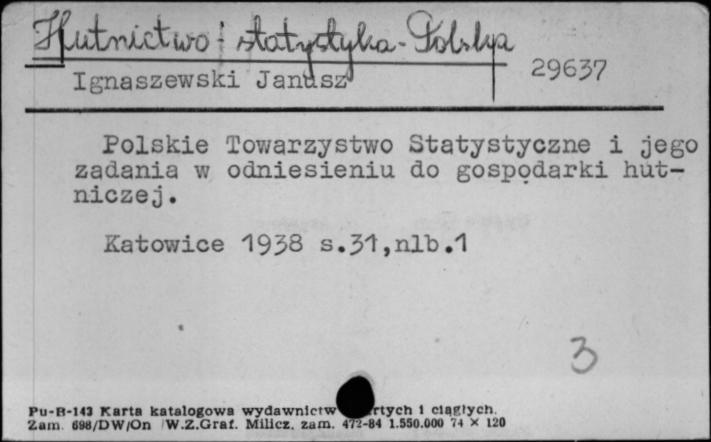 Hutnictwo i statystyka - Polska
Ignaszewski Janusz
29637
Polskie Towarzystwo Statystyczne i jego
zadania w odniesieniu do gospodarki hut-
niczej.
Katowice 1938 s.31,nlb.1
3
Pu-B-143 Karta katalogowa wydawnictw rtych i ciągłych.
Zam. 698/DW/On W.Z.Graf. Milicz, zam. 472-84 1.550.000 74 × 120